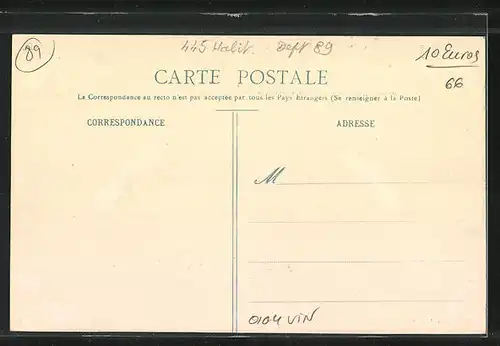 89
445 Habit. Dept 89
10 Euros
66
CARTE POSTALE
La Correspondance au recto n'est pas acceptée par tous les Pays Étrangers (Se renseigner à la Poste)
CORRESPONDANCE
ADRESSE
M
0104 VIN